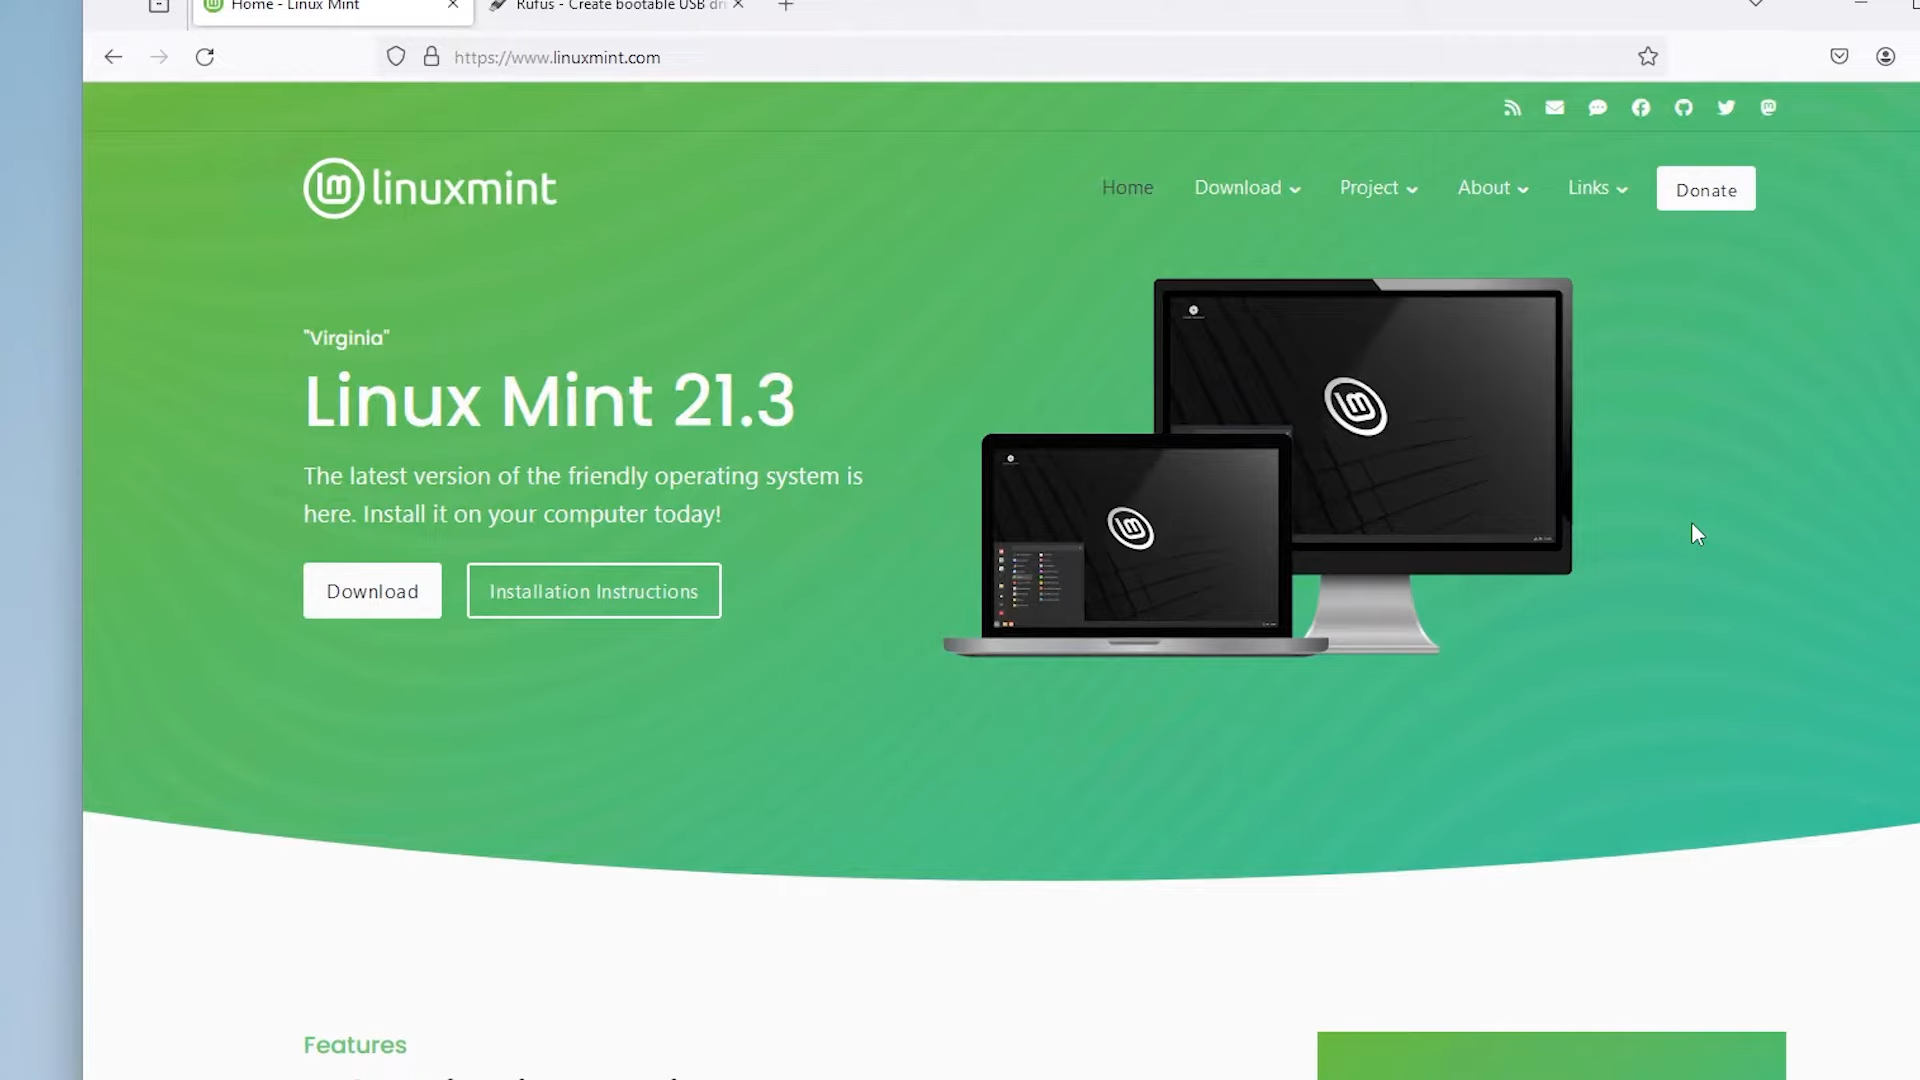 Home - Linux Mint
Rufus - Create bootable USB dri
https://www.linuxmint.com
linuxmint
Home
Download
Project
About
Links
Donate
"Virginia"
Linux Mint 21.3
The latest version of the friendly operating system is
here. Install it on your computer today!
Download
Installation Instructions
Features